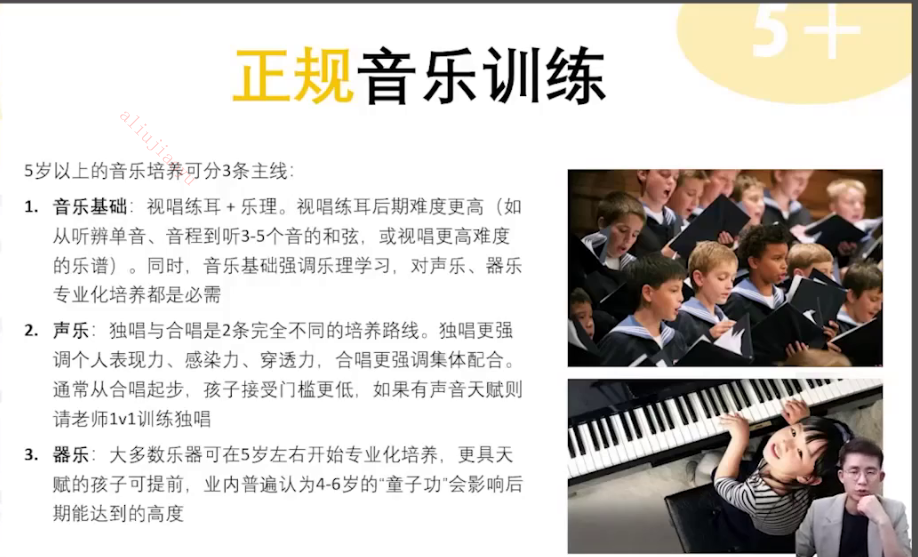 5+
正规音乐训练
5岁以上的音乐培养可分3条主线：
1. 音乐基础：视唱练耳 + 乐理。视唱练耳后期难度更高（如
从听辨单音、音程到听3-5个音的和弦，或视唱更高难度
的乐谱）。同时，音乐基础强调乐理学习，对声乐、器乐
专业化培养都是必需
2. 声乐：独唱与合唱是2条完全不同的培养路线。独唱更强
调个人表现力、感染力、穿透力，合唱更强调集体配合。
通常从合唱起步，孩子接受门槛更低，如果有声音天赋则
请老师1v1训练独唱
3. 器乐：大多数乐器可在5岁左右开始专业化培养，更具天
赋的孩子可提前，业内普遍认为4-6岁的“童子功”会影响后
期能达到的高度